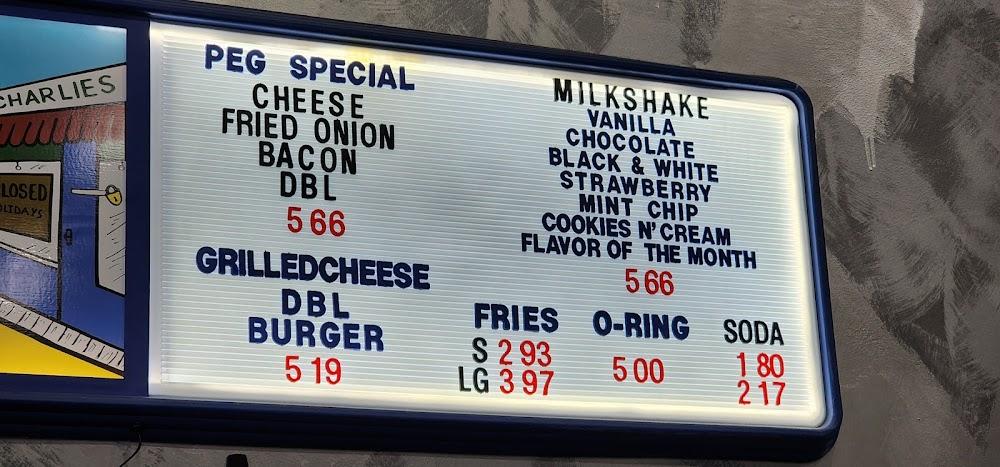 CHARLIES
CLOSED
HOLIDAYS
PEG SPECIAL
CHEESE
FRIED ONION
BACON
DBL
5 66
GRILLEDCHEESE
DBL
BURGER
5 19
MILKSHAKE
VANILLA
CHOCOLATE
BLACK & WHITE
STRAWBERRY
MINT CHIP
COOKIES N' CREAM
FLAVOR OF THE MONTH
5 66
FRIES
S 2 93
LG 3 97
O-RING
5 00
SODA
1 80
2 17